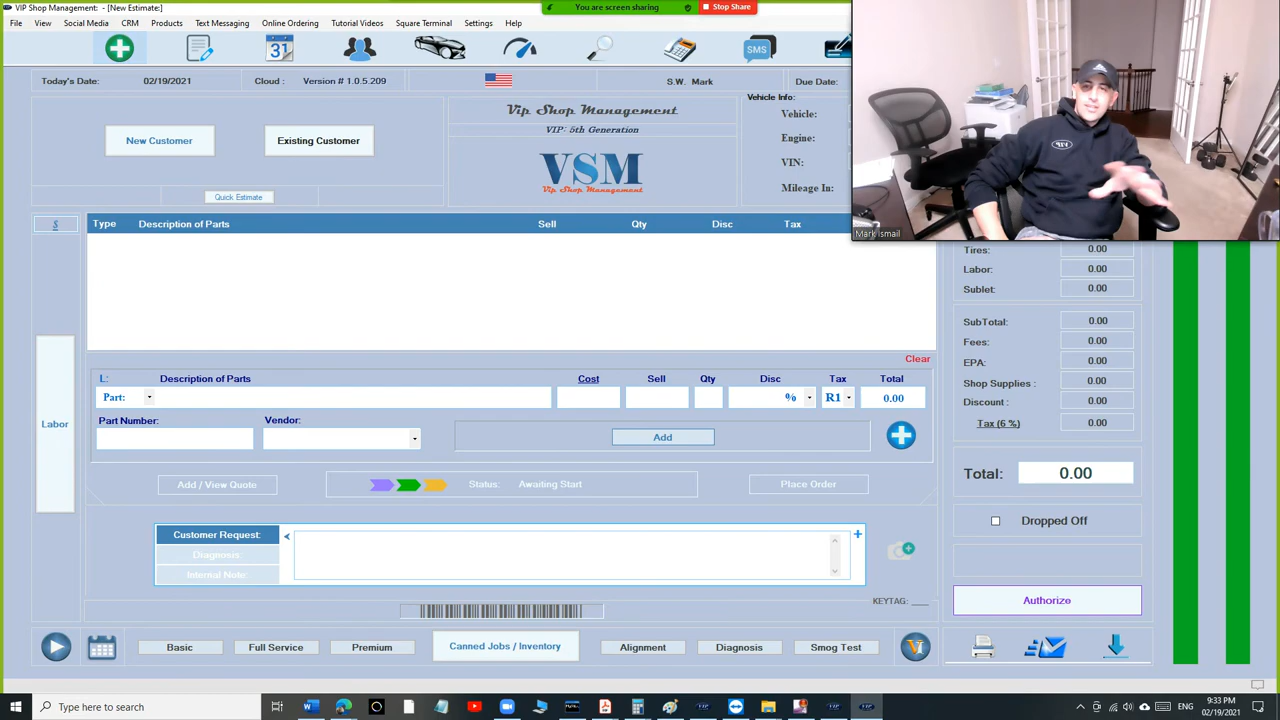 VIP Shop Management: - [New Estimate:]
You are screen sharing
Stop Share
File View Social Media CRM Products Text Messaging Online Ordering Tutorial Videos Square Terminal Settings Help
31
SMS
Today's Date: 02/19/2021 Cloud : Version # 1.0.5.209 S.W. Mark Due Date:
New Customer Existing Customer
Quick Estimate
Vip Shop Management
VIP: 5th Generation
VSM
Vip Shop Management
Vehicle Info:
Vehicle:
Engine:
VIN:
Mileage In:
VIP
Mark ismail
S
Type Description of Parts Sell Qty Disc Tax
Tires: 0.00
Labor: 0.00
Sublet: 0.00
SubTotal: 0.00
Fees: 0.00
EPA: 0.00
Shop Supplies : 0.00
Discount : 0.00
Tax (6 %) 0.00
Clear
Labor
L: Description of Parts Cost Sell Qty Disc Tax Total
Part: % R1 0.00
Part Number: Vendor:
Add
Add / View Quote Status: Awaiting Start Place Order
Total: 0.00
Dropped Off
Customer Request:
Diagnosis:
Internal Note:
KEYTAG: ___
Authorize
Basic Full Service Premium Canned Jobs / Inventory Alignment Diagnosis Smog Test
Type here to search
ENG
9:33 PM
02/19/2021